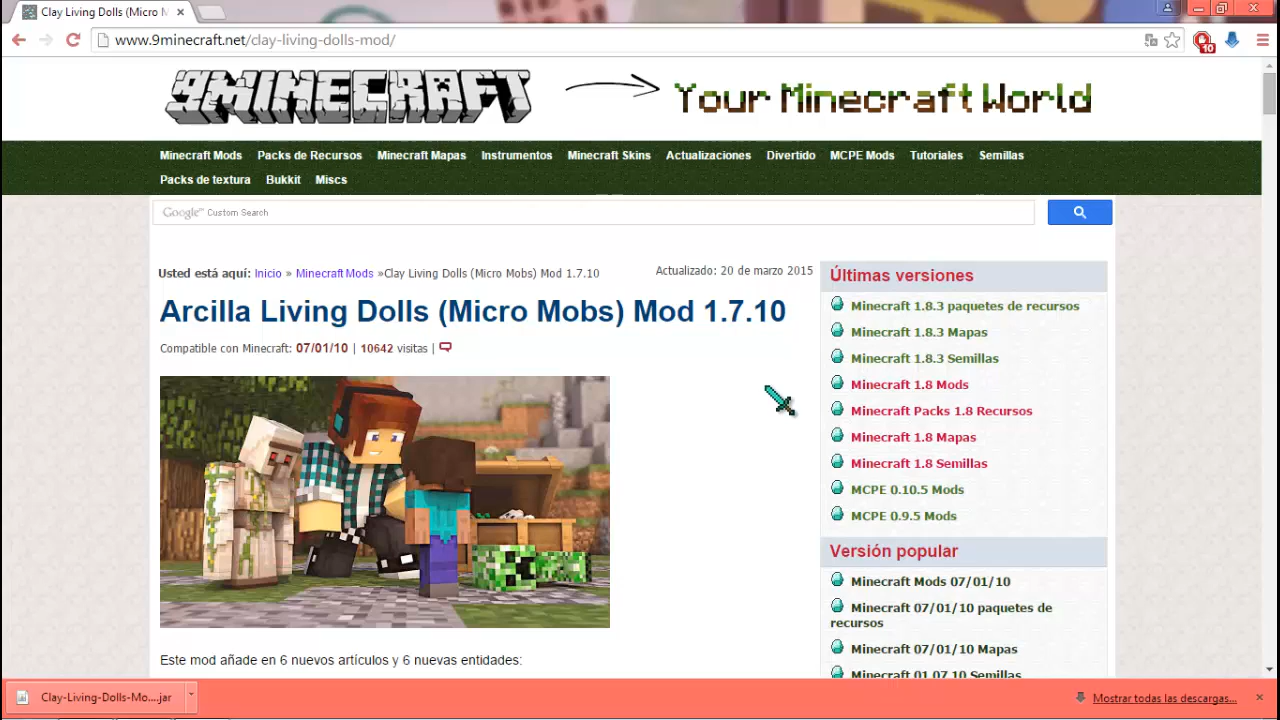 Clay Living Dolls (Micro M
www.9minecraft.net/clay-living-dolls-mod/
10
9MINECRAFT
Your Minecraft World
Minecraft Mods
Packs de Recursos
Minecraft Mapas
Instrumentos
Minecraft Skins
Actualizaciones
Divertido
MCPE Mods
Tutoriales
Semillas
Packs de textura
Bukkit
Miscs
Google™ Custom Search
Usted está aquí: Inicio » Minecraft Mods »Clay Living Dolls (Micro Mobs) Mod 1.7.10
Actualizado: 20 de marzo 2015
Arcilla Living Dolls (Micro Mobs) Mod 1.7.10
Compatible con Minecraft: 07/01/10 | 10642 visitas |
Este mod añade en 6 nuevos artículos y 6 nuevas entidades:
Últimas versiones
Minecraft 1.8.3 paquetes de recursos
Minecraft 1.8.3 Mapas
Minecraft 1.8.3 Semillas
Minecraft 1.8 Mods
Minecraft Packs 1.8 Recursos
Minecraft 1.8 Mapas
Minecraft 1.8 Semillas
MCPE 0.10.5 Mods
MCPE 0.9.5 Mods
Versión popular
Minecraft Mods 07/01/10
Minecraft 07/01/10 paquetes de
recursos
Minecraft 07/01/10 Mapas
Minecraft 01.07.10 Semillas
Clay-Living-Dolls-Mo....jar
Mostrar todas las descargas...